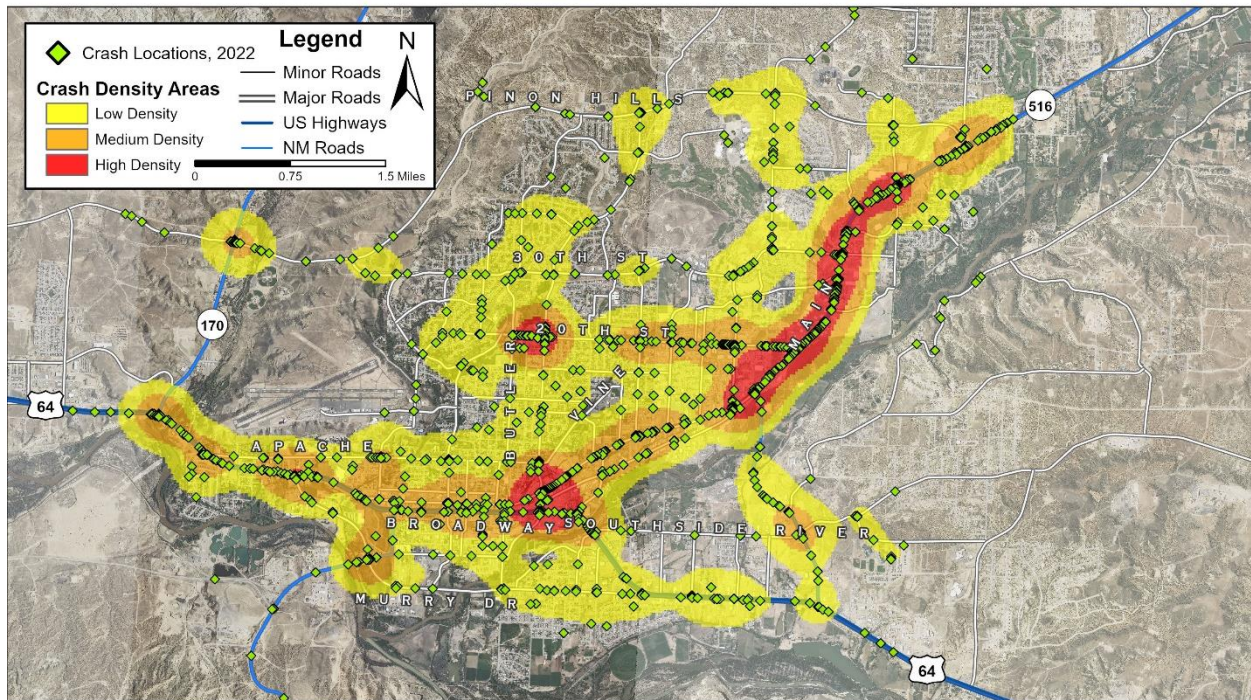 Legend
N
Crash Locations, 2022
Crash Density Areas
Low Density
Medium Density
High Density
Minor Roads
Major Roads
US Highways
NM Roads
0 0.75 1.5 Miles
PINON HILLS
516
30TH ST
170
20TH ST
MAIN
BUTLER
VINE
64
APACHE
BROADWAY
SOUTHSIDE RIVER
MURRY DR
64